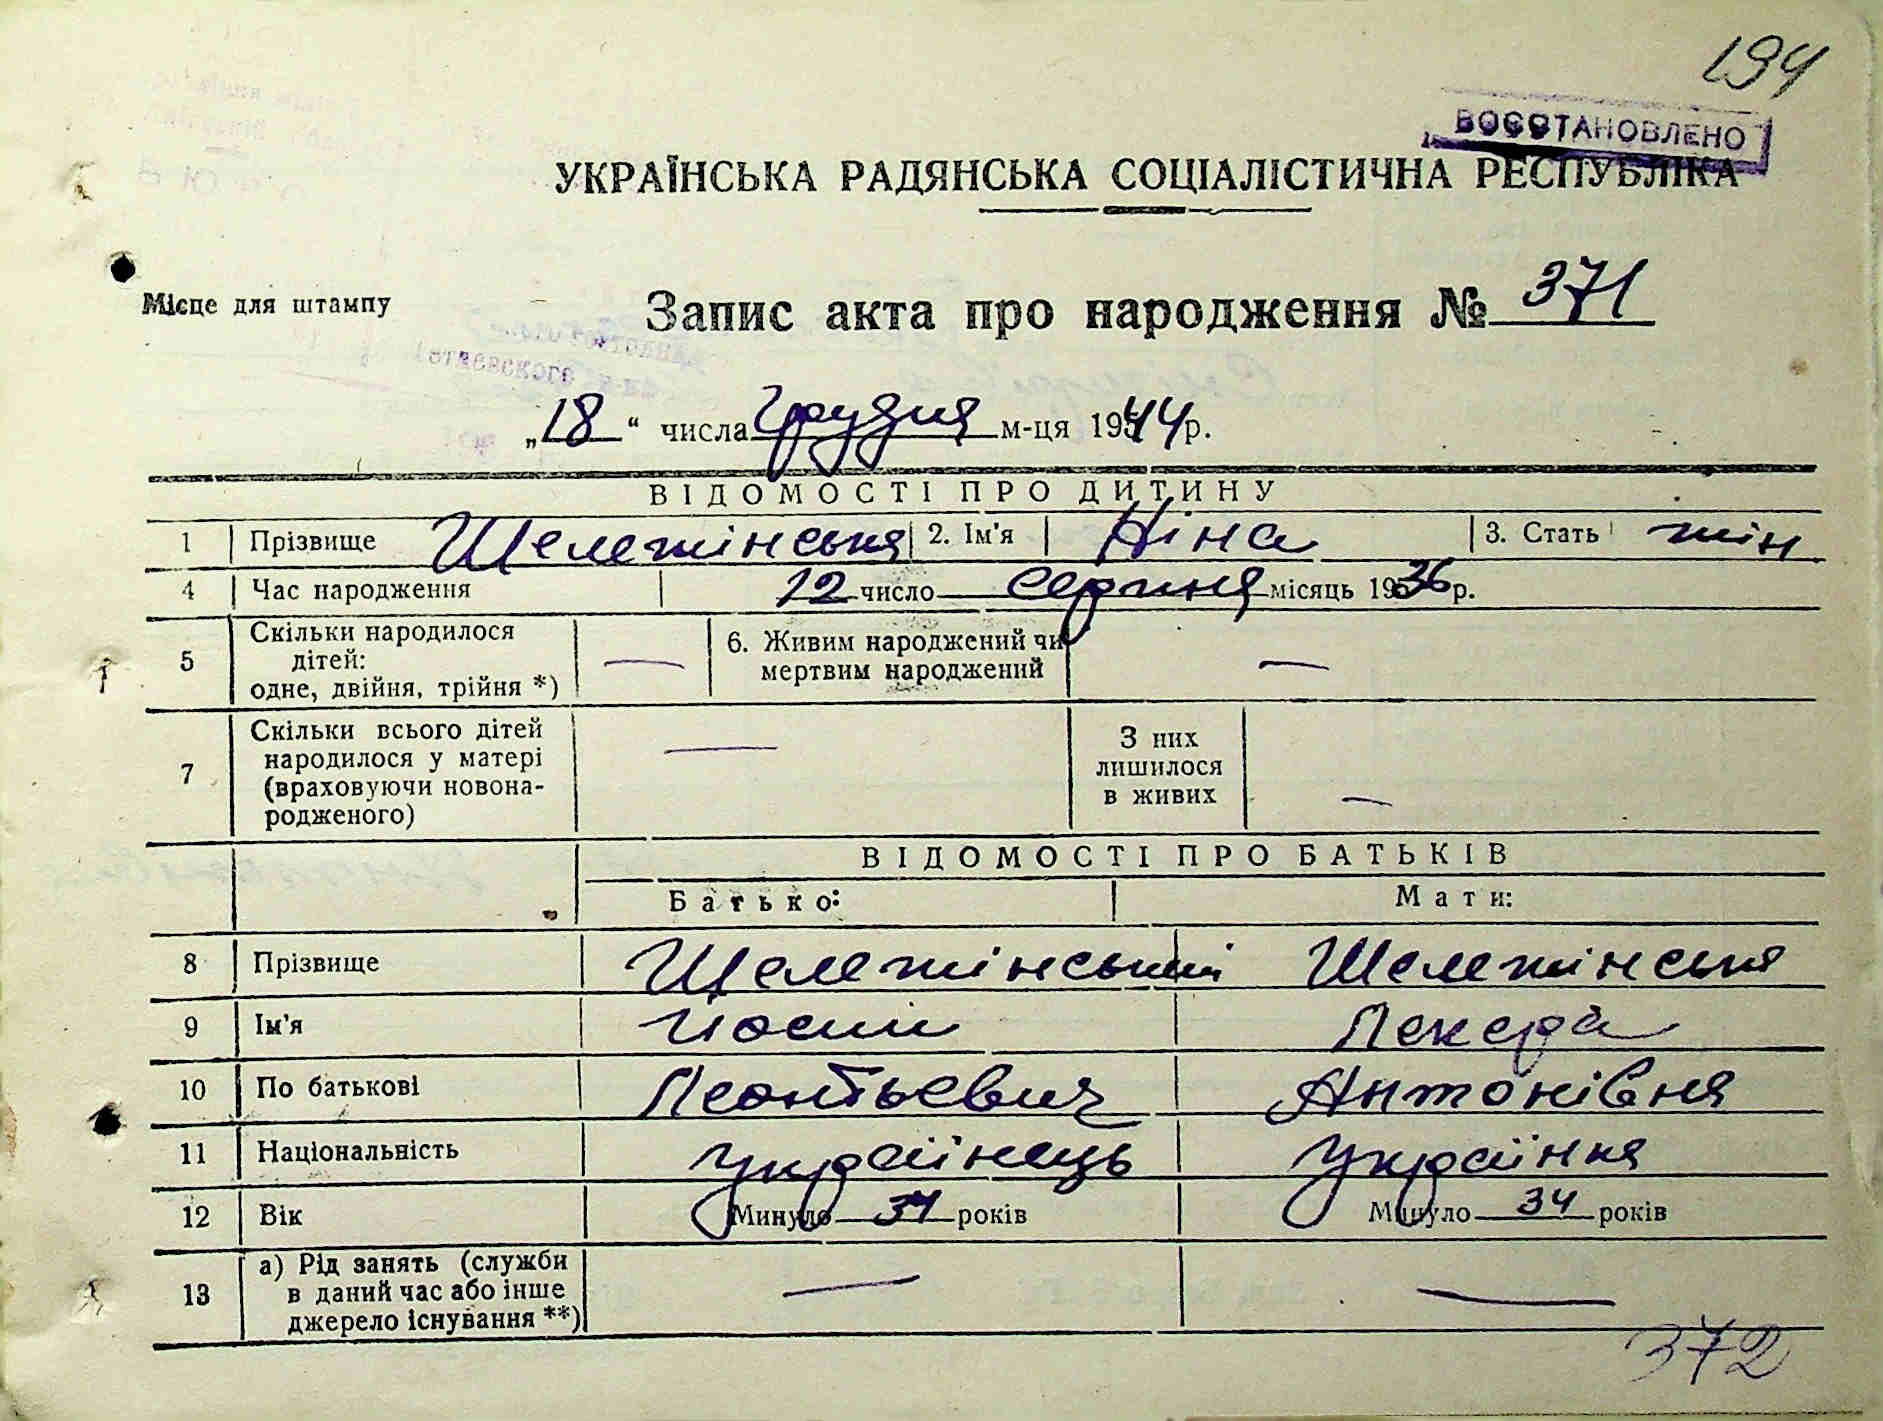 194
ВОССТАНОВЛЕНО
УКРАЇНСЬКА РАДЯНСЬКА СОЦІАЛІСТИЧНА РЕСПУБЛІКА
Місце для штампу
Запис акта про народження № 371
„18“ числа Грудня м-ця 1944 р.
ВІДОМОСТІ ПРО ДИТИНУ
1 Прізвище Шележінська 2. Ім'я Ніна 3. Стать жін
4 Час народження 12 число серпня місяць 1936 р.
5 Скільки народилося дітей: одне, двійня, трійня *) — 6. Живим народжений чи мертвим народжений —
7 Скільки всього дітей народилося у матері (враховуючи новонародженого) — З них лишилося в живих —
ВІДОМОСТІ ПРО БАТЬКІВ
Батько: Мати:
8 Прізвище Шележінський Шележінська
9 Ім'я Йосип
10 По батькові Леонтьевич Антонівна
11 Національність українець українка
12 Вік Минуло 37 років Минуло 34 років
13 а) Рід занять (служби в даний час або інше джерело існування **) — —
372